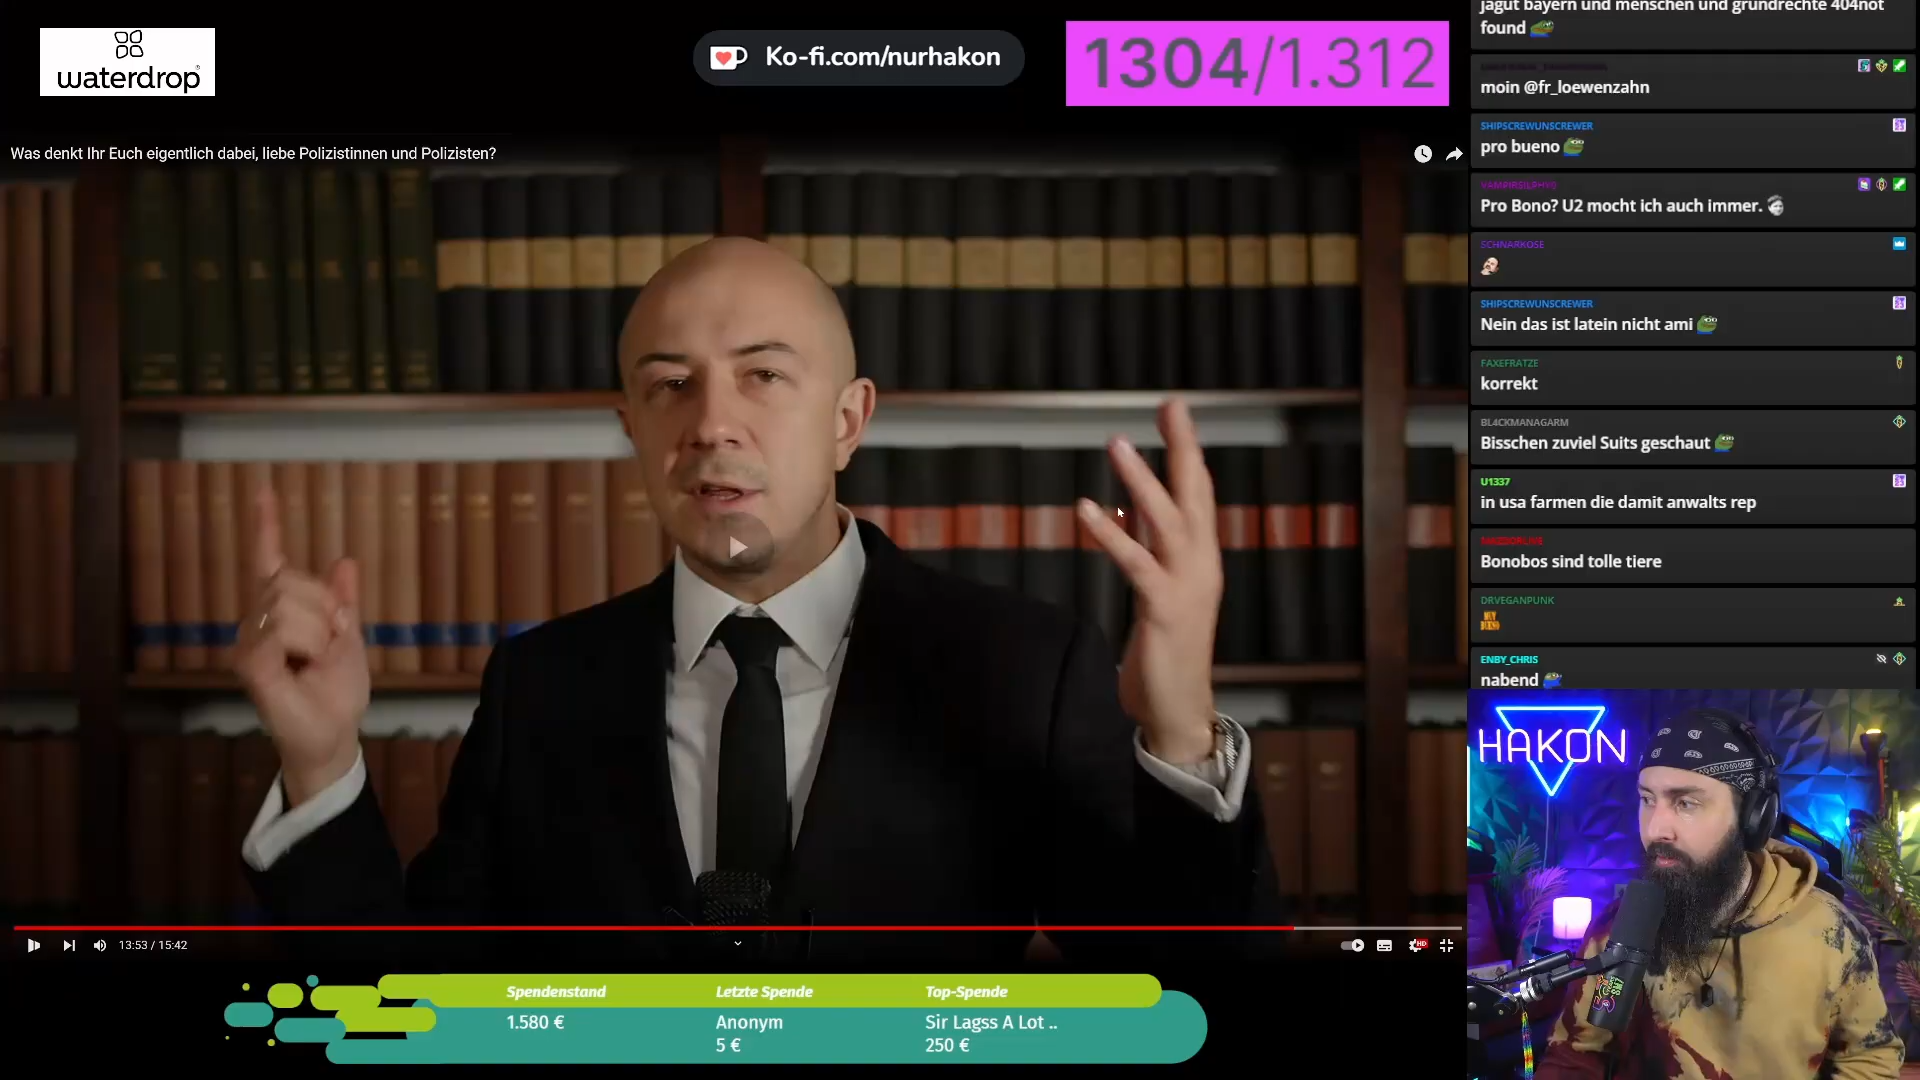 waterdrop
Ko-fi.com/nurhakon
1304/1.312
Was denkt Ihr Euch eigentlich dabei, liebe Polizistinnen und Polizisten?
jagut bayern und menschen und grundrechte 404not
found
moin @fr_loewenzahn
SHIPSCREWUNSCREWER
pro bueno
Pro Bono? U2 mocht ich auch immer.
SCHNARKOSE
SHIPSCREWUNSCREWER
Nein das ist latein nicht ami
FAXEFRATZE
korrekt
BL4CKMANAGARM
Bisschen zuviel Suits geschaut
U1337
in usa farmen die damit anwalts rep
Bonobos sind tolle tiere
DRVEGANPUNK
ENBY_CHRIS
nabend
HAKON
13:53 / 15:42
HD
Spendenstand
Letzte Spende
Top-Spende
1.580 €
Anonym
Sir Lagss A Lot ..
5 €
250 €